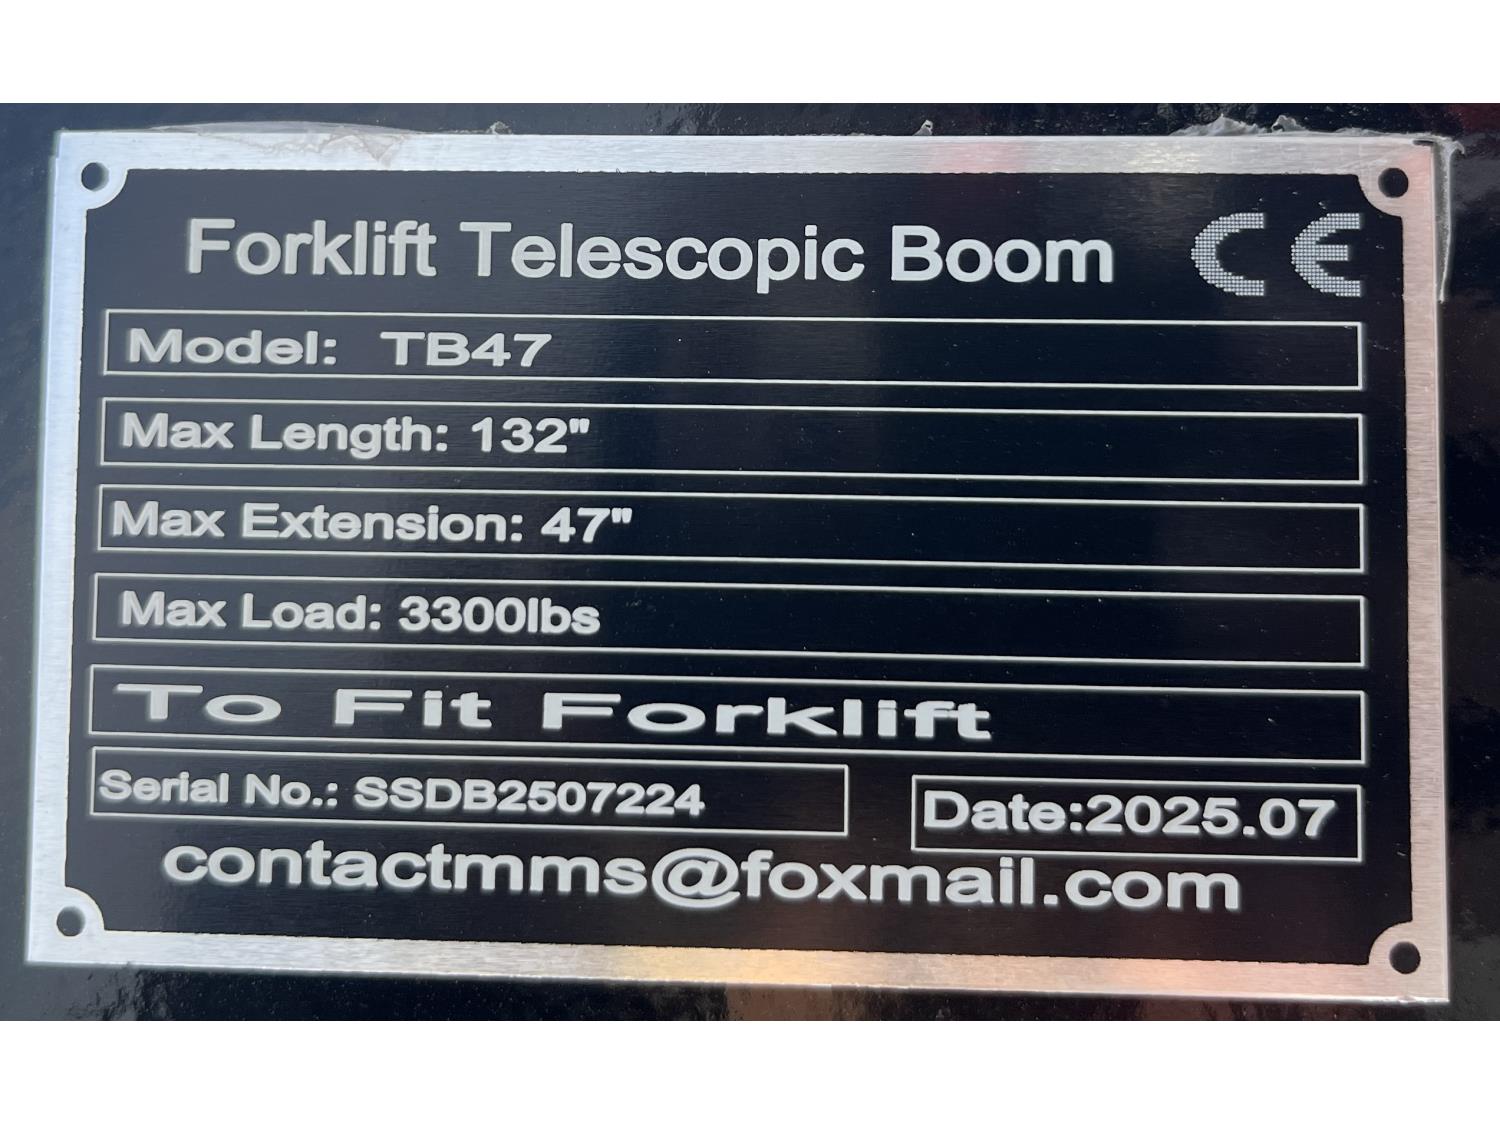 Forklift Telescopic Boom CE
Model: TB47
Max Length: 132"
Max Extension: 47"
Max Load: 3300lbs
To Fit Forklift
Serial No.: SSDB2507224 Date:2025.07
contactmms@foxmail.com